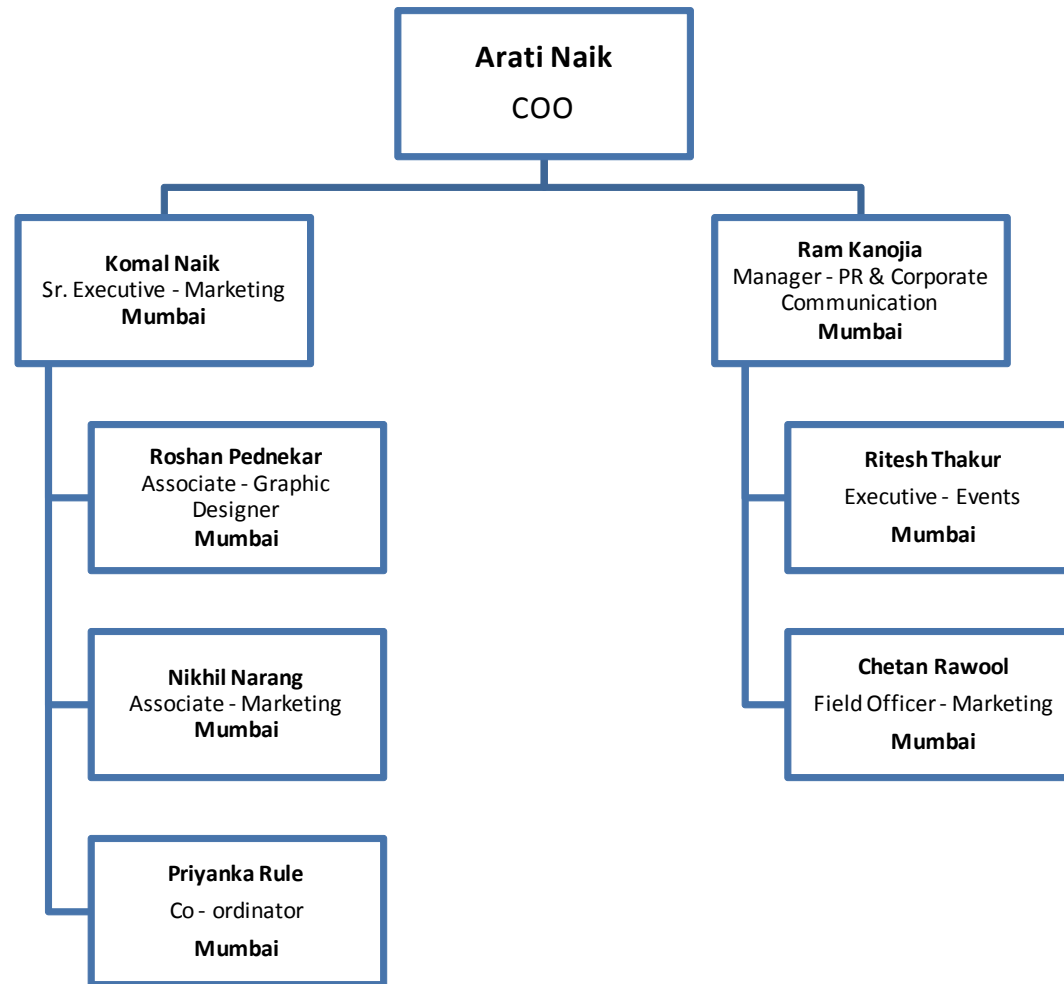 Arati Naik
COO
Komal Naik
Sr. Executive - Marketing
Mumbai
Ram Kanojia
Manager - PR & Corporate
Communication
Mumbai
Roshan Pednekar
Associate - Graphic
Designer
Mumbai
Ritesh Thakur
Executive - Events
Mumbai
Nikhil Narang
Associate - Marketing
Mumbai
Chetan Rawool
Field Officer - Marketing
Mumbai
Priyanka Rule
Co - ordinator
Mumbai